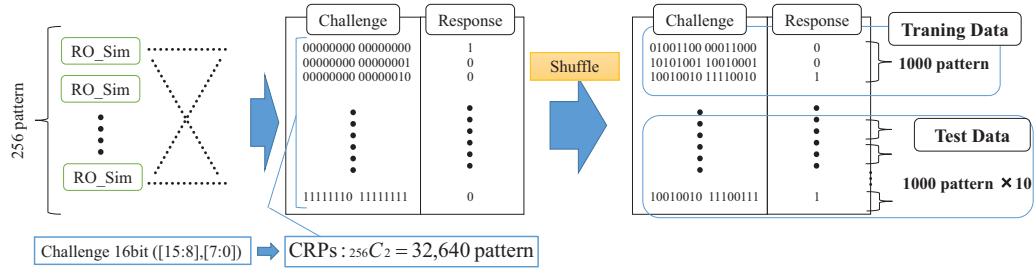 256 pattern
RO_Sim
RO_Sim
RO_Sim
Challenge 16bit ([15:8],[7:0])
Challenge Response
00000000 00000000 1
00000000 00000001 0
00000000 00000010 0
11111110 11111111 0
CRPs : 256C2 = 32,640 pattern
Shuffle
Challenge Response
01001100 00011000 0
10101001 10010001 0
10010010 11110010 1
10010010 11100111 1
Traning Data
1000 pattern
Test Data
1000 pattern ×10